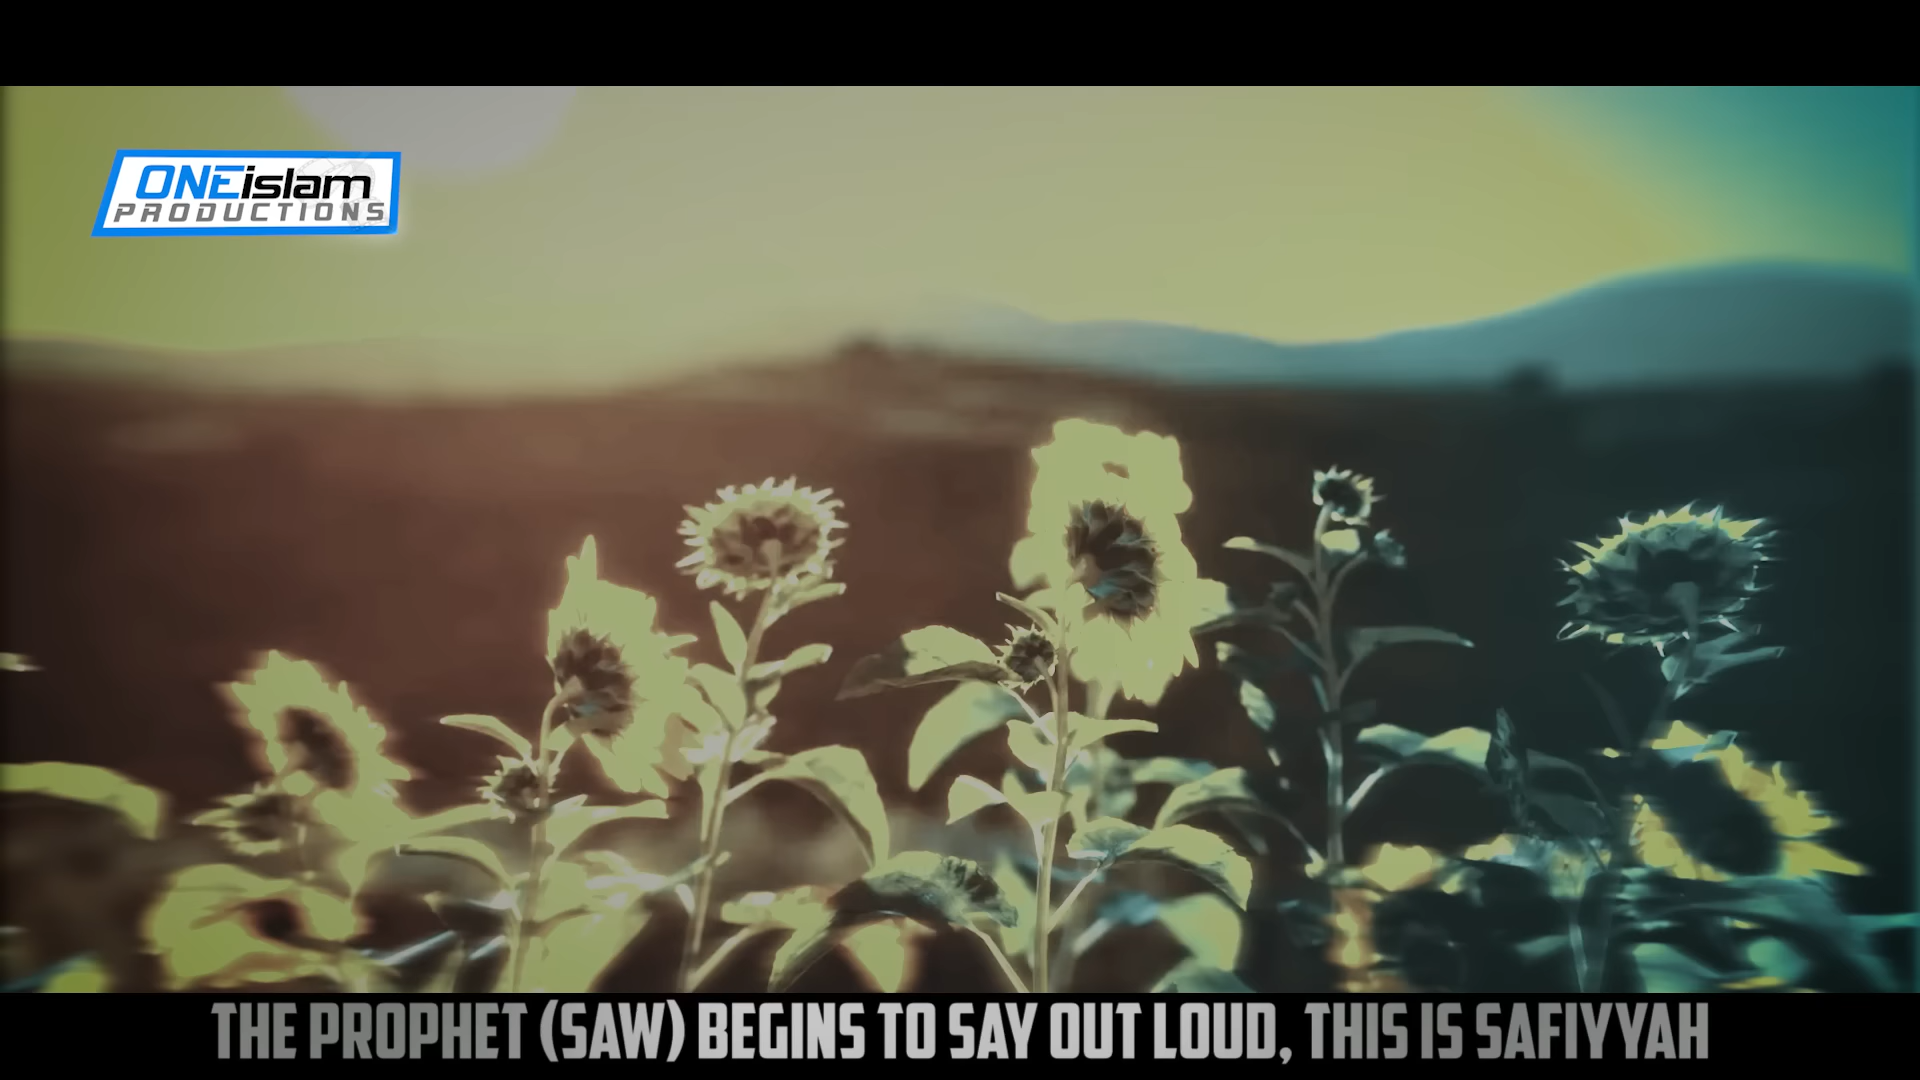 ONEislam
PRODUCTIONS
THE PROPHET (SAW) BEGINS TO SAY OUT LOUD, THIS IS SAFIYYAH